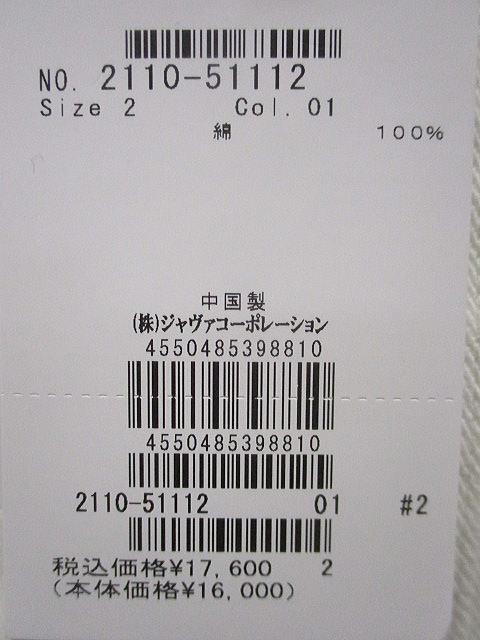 NO. 2110-51112
Size 2 Col. 01
綿 100%
中国製
(株)ジャヴァコーポレーション
4550485398810
4550485398810
2110-51112 01 #2
税込価格¥17,600 2
(本体価格¥16,000)